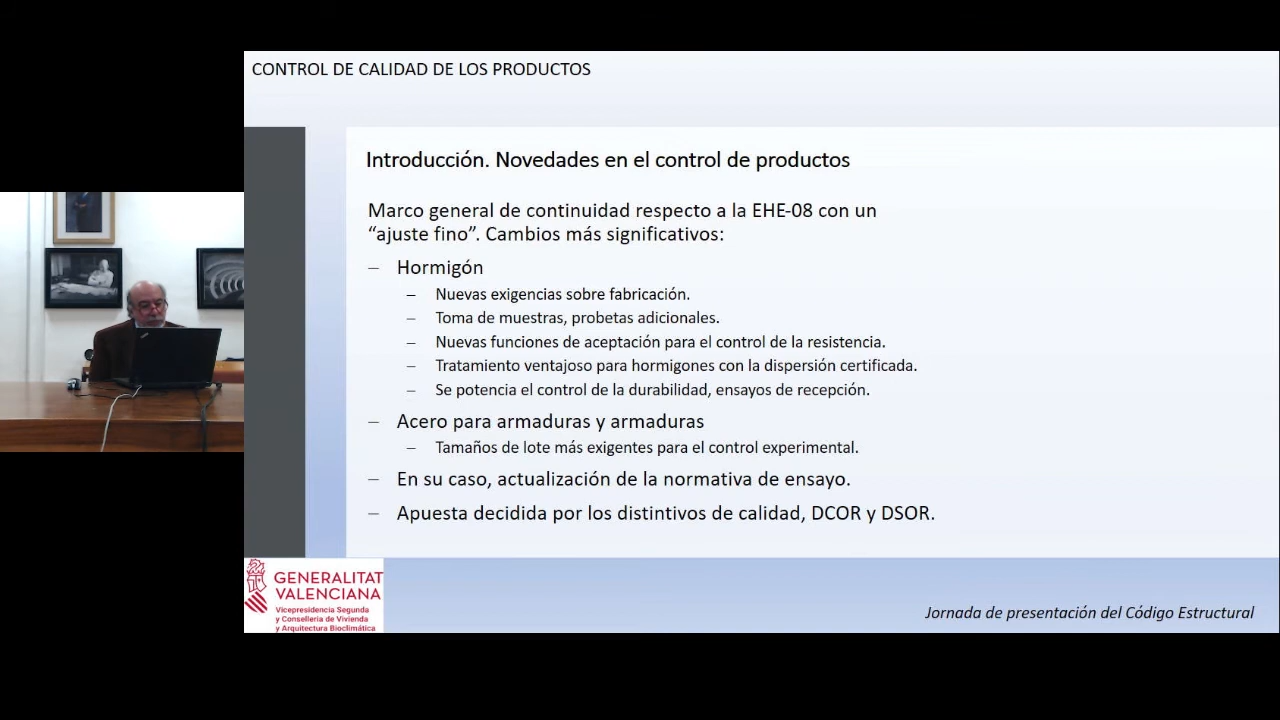 CONTROL DE CALIDAD DE LOS PRODUCTOS
Introducción. Novedades en el control de productos
Marco general de continuidad respecto a la EHE-08 con un
“ajuste fino”. Cambios más significativos:
– Hormigón
– Nuevas exigencias sobre fabricación.
– Toma de muestras, probetas adicionales.
– Nuevas funciones de aceptación para el control de la resistencia.
– Tratamiento ventajoso para hormigones con la dispersión certificada.
– Se potencia el control de la durabilidad, ensayos de recepción.
– Acero para armaduras y armaduras
– Tamaños de lote más exigentes para el control experimental.
– En su caso, actualización de la normativa de ensayo.
– Apuesta decidida por los distintivos de calidad, DCOR y DSOR.
GENERALITAT
VALENCIANA
Vicepresidencia Segunda
y Conselleria de Vivienda
y Arquitectura Bioclimática
Jornada de presentación del Código Estructural